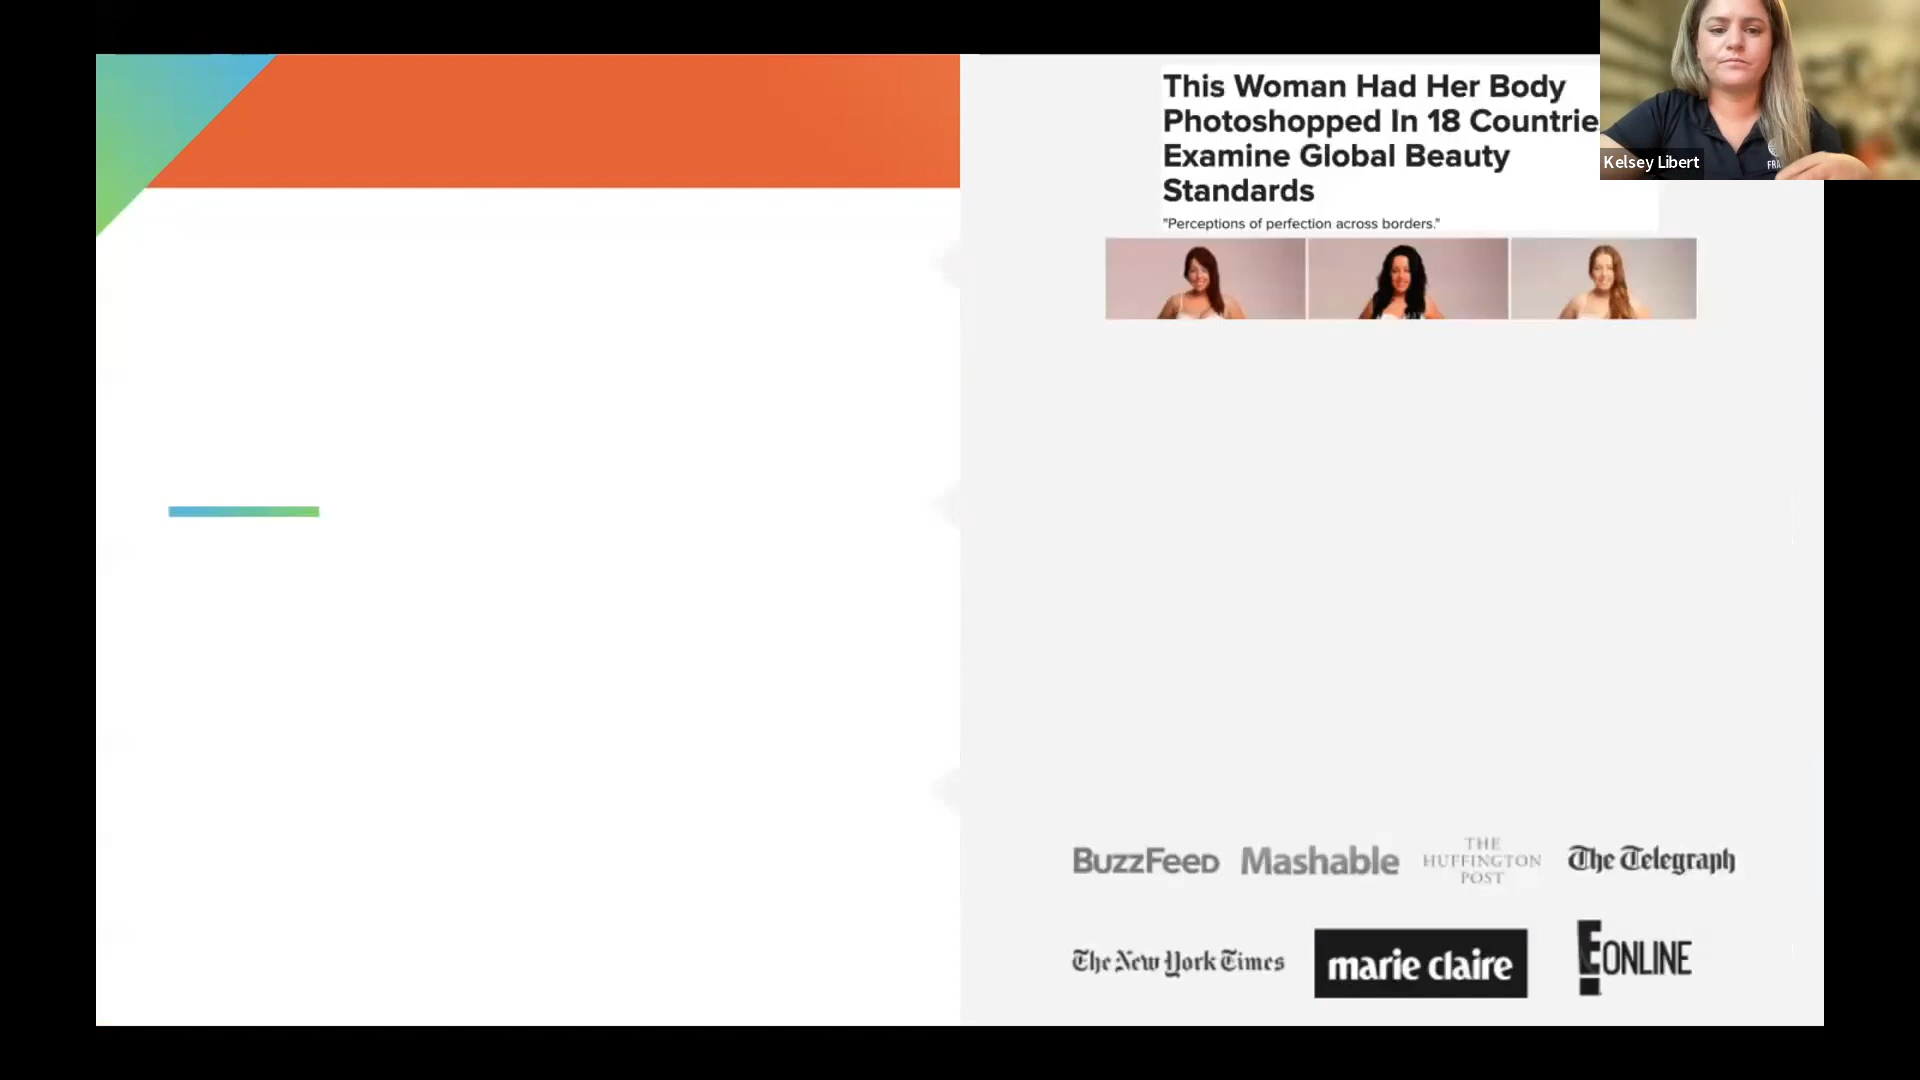 This Woman Had Her Body
Photoshopped In 18 Countrie
Examine Global Beauty
Standards
"Perceptions of perfection across borders."
Kelsey Libert
FRA
BuzzFeed Mashable THE HUFFINGTON POST The Telegraph
The New York Times marie claire E! ONLINE